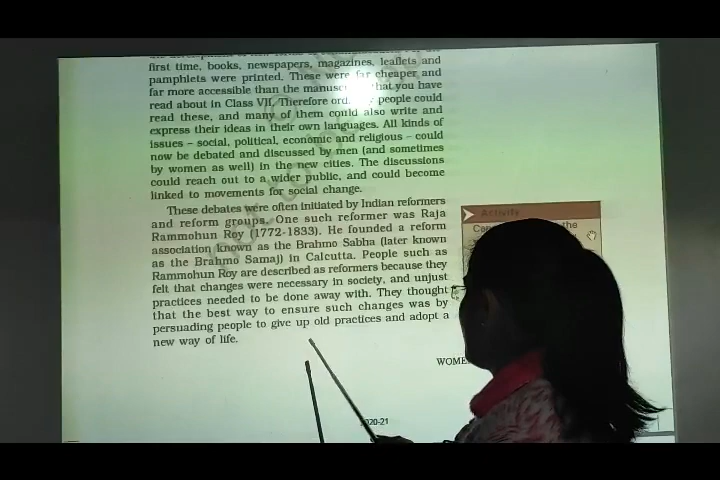 first time, books, newspapers, magazines, leaflets and
pamphlets were printed. These were far cheaper and
far more accessible than the that you have
read about in Class VII. Therefore people could
read these, and many of them could also write and
express their ideas in their own languages. All kinds of
issues – social, political, economic and religious – could
now be debated and discussed by men (and sometimes
by women as well) in the new cities. The discussions
could reach out to a wider public, and could become
linked to movements for social change.
These debates were often initiated by Indian reformers
and reform groups. One such reformer was Raja
Rammohun Roy (1772-1833). He founded a reform
association known as the Brahmo Sabha (later known
as the Brahmo Samaj) in Calcutta. People such as
Rammohun Roy are described as reformers because they
felt that changes were necessary in society, and unjust
practices needed to be done away with. They thought
that the best way to ensure such changes was by
persuading people to give up old practices and adopt a
new way of life.
Activity
the
2020-21